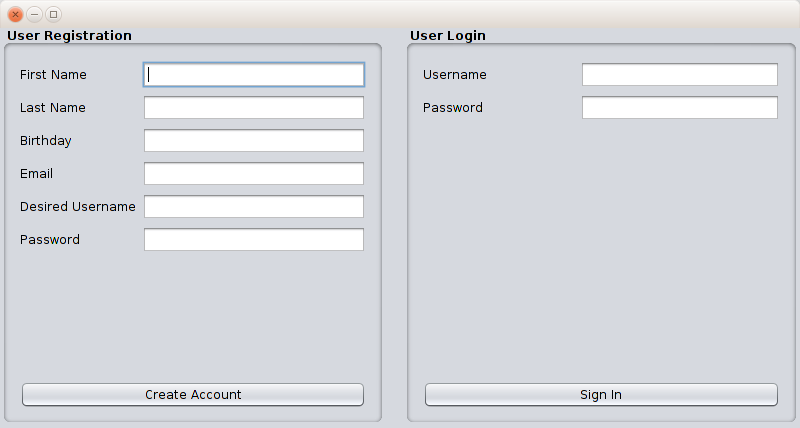 User Registration
First Name
Last Name
Birthday
Email
Desired Username
Password
Create Account
User Login
Username
Password
Sign In